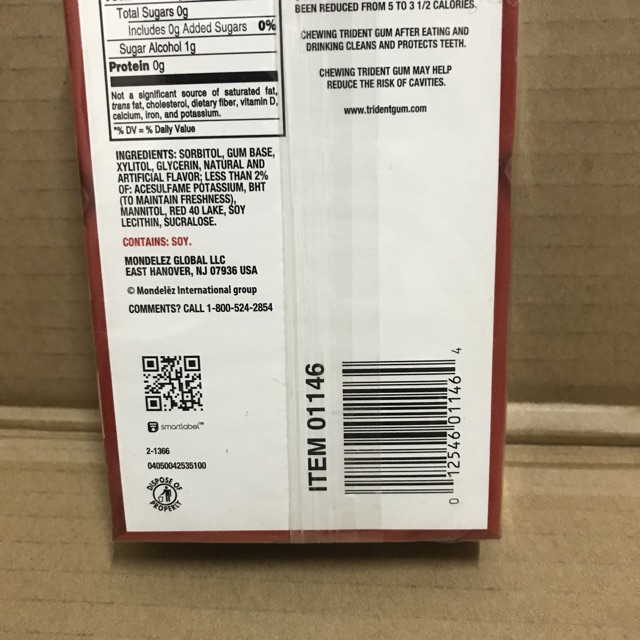 Total Sugars 0g
Includes 0g Added Sugars 0%
Sugar Alcohol 1g
Protein 0g
Not a significant source of saturated fat,
trans fat, cholesterol, dietary fiber, vitamin D,
calcium, iron, and potassium.
*% DV = % Daily Value
INGREDIENTS: SORBITOL, GUM BASE,
XYLITOL, GLYCERIN, NATURAL AND
ARTIFICIAL FLAVOR; LESS THAN 2%
OF: ACESULFAME POTASSIUM, BHT
(TO MAINTAIN FRESHNESS),
MANNITOL, RED 40 LAKE, SOY
LECITHIN, SUCRALOSE.
CONTAINS: SOY.
MONDELEZ GLOBAL LLC
EAST HANOVER, NJ 07936 USA
© Mondelēz International group
COMMENTS? CALL 1-800-524-2854
smartlabel™
2-1366
04050042535100
DISPOSE OF
PROPERLY
BEEN REDUCED FROM 5 TO 3 1/2 CALORIES.
CHEWING TRIDENT GUM AFTER EATING AND
DRINKING CLEANS AND PROTECTS TEETH.
CHEWING TRIDENT GUM MAY HELP
REDUCE THE RISK OF CAVITIES.
www.tridentgum.com
ITEM 01146
0 12546 01146 4